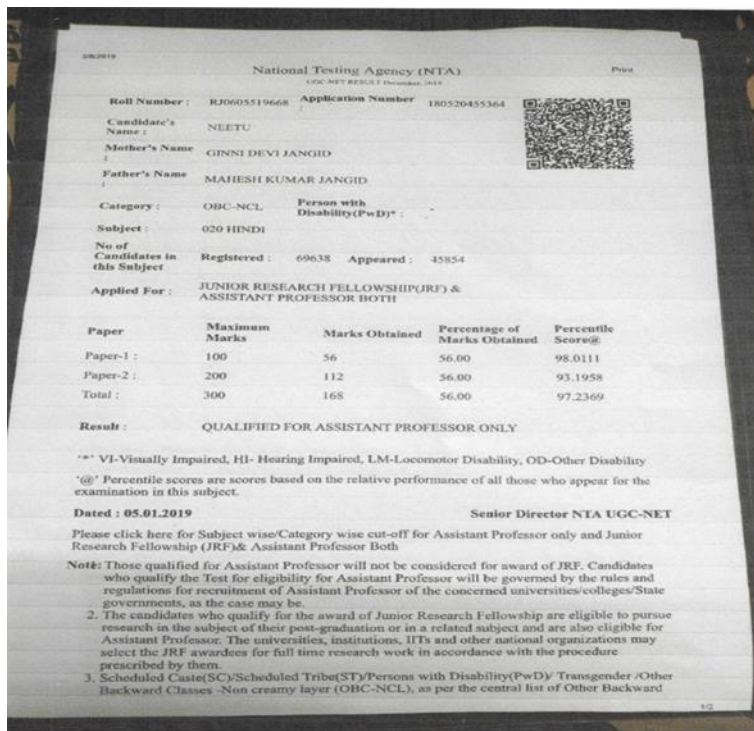 3/8/2019
National Testing Agency (NTA) Print
UGC-NET RESULT December, 2019
Roll Number : RJ0605519668 Application Number : 180520455364
Candidate's Name : NEETU
Mother's Name : GINNI DEVI JANGID
Father's Name : MAHESH KUMAR JANGID
Category : OBC-NCL Person with Disability(PwD)* : -
Subject : 020 HINDI
No of Candidates in this Subject Registered : 69638 Appeared : 45854
Applied For : JUNIOR RESEARCH FELLOWSHIP(JRF) &
ASSISTANT PROFESSOR BOTH
Paper Maximum Marks Marks Obtained Percentage of Marks Obtained Percentile Score@
Paper-1 : 100 56 56.00 98.0111
Paper-2 : 200 112 56.00 93.1958
Total : 300 168 56.00 97.2369
Result : QUALIFIED FOR ASSISTANT PROFESSOR ONLY
'*' VI-Visually Impaired, HI- Hearing Impaired, LM-Locomotor Disability, OD-Other Disability
'@' Percentile scores are scores based on the relative performance of all those who appear for the
examination in this subject.
Dated : 05.01.2019 Senior Director NTA UGC-NET
Please click here for Subject wise/Category wise cut-off for Assistant Professor only and Junior
Research Fellowship (JRF)& Assistant Professor Both
Note: Those qualified for Assistant Professor will not be considered for award of JRF. Candidates
who qualify the Test for eligibility for Assistant Professor will be governed by the rules and
regulations for recruitment of Assistant Professor of the concerned universities/colleges/State
governments, as the case may be.
2. The candidates who qualify for the award of Junior Research Fellowship are eligible to pursue
research in the subject of their post-graduation or in a related subject and are also eligible for
Assistant Professor. The universities, institutions, IITs and other national organizations may
select the JRF awardees for full time research work in accordance with the procedure
prescribed by them.
3. Scheduled Caste(SC)/Scheduled Tribe(ST)/Persons with Disability(PwD)/ Transgender /Other
Backward Classes -Non creamy layer (OBC-NCL), as per the central list of Other Backward
1/2